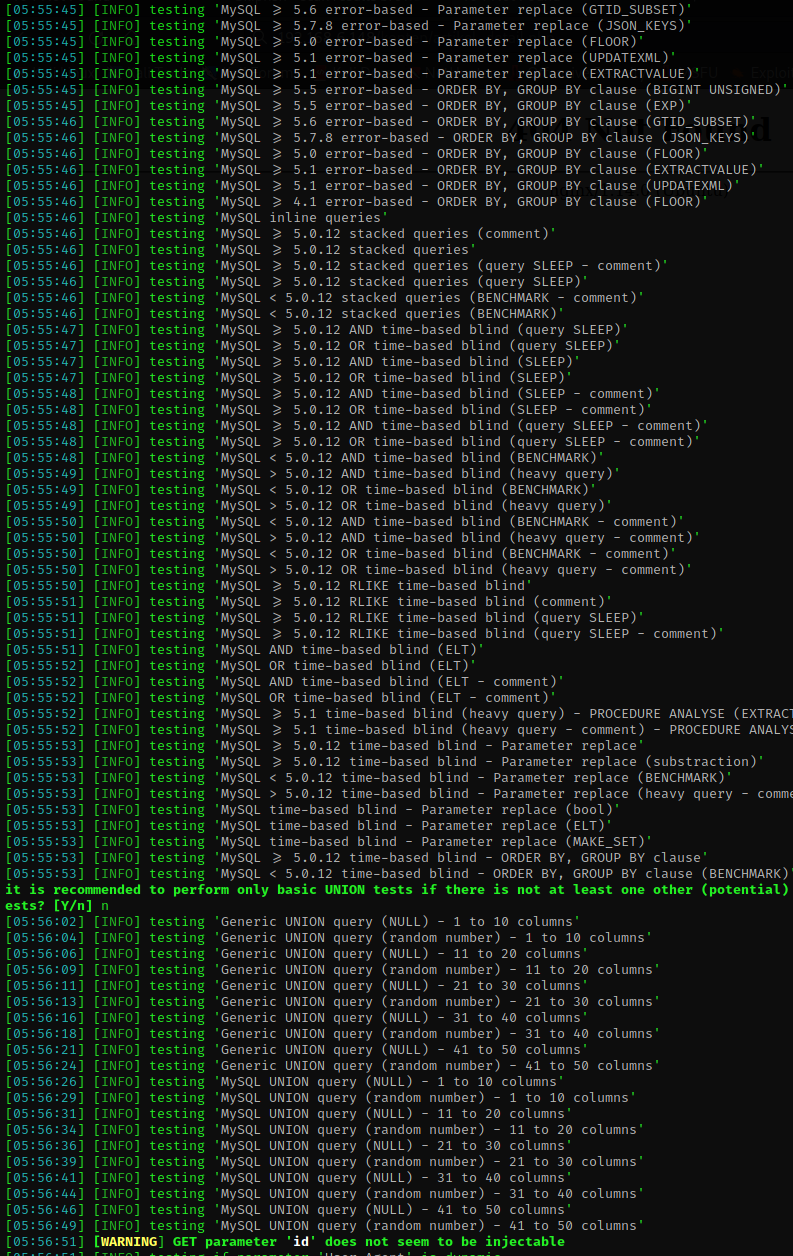 [05:55:45] [INFO] testing 'MySQL ≥ 5.6 error-based - Parameter replace (GTID_SUBSET)'
[05:55:45] [INFO] testing 'MySQL ≥ 5.7.8 error-based - Parameter replace (JSON_KEYS)'
[05:55:45] [INFO] testing 'MySQL ≥ 5.0 error-based - Parameter replace (FLOOR)'
[05:55:45] [INFO] testing 'MySQL ≥ 5.1 error-based - Parameter replace (UPDATEXML)'
[05:55:45] [INFO] testing 'MySQL ≥ 5.1 error-based - Parameter replace (EXTRACTVALUE)'
[05:55:45] [INFO] testing 'MySQL ≥ 5.5 error-based - ORDER BY, GROUP BY clause (BIGINT UNSIGNED)'
[05:55:46] [INFO] testing 'MySQL ≥ 5.5 error-based - ORDER BY, GROUP BY clause (EXP)'
[05:55:46] [INFO] testing 'MySQL ≥ 5.6 error-based - ORDER BY, GROUP BY clause (GTID_SUBSET)'
[05:55:46] [INFO] testing 'MySQL ≥ 5.7.8 error-based - ORDER BY, GROUP BY clause (JSON_KEYS)'
[05:55:46] [INFO] testing 'MySQL ≥ 5.0 error-based - ORDER BY, GROUP BY clause (FLOOR)'
[05:55:46] [INFO] testing 'MySQL ≥ 5.1 error-based - ORDER BY, GROUP BY clause (EXTRACTVALUE)'
[05:55:46] [INFO] testing 'MySQL ≥ 5.1 error-based - ORDER BY, GROUP BY clause (UPDATEXML)'
[05:55:46] [INFO] testing 'MySQL ≥ 4.1 error-based - ORDER BY, GROUP BY clause (FLOOR)'
[05:55:46] [INFO] testing 'MySQL inline queries'
[05:55:46] [INFO] testing 'MySQL ≥ 5.0.12 stacked queries (comment)'
[05:55:46] [INFO] testing 'MySQL ≥ 5.0.12 stacked queries'
[05:55:46] [INFO] testing 'MySQL ≥ 5.0.12 stacked queries (query SLEEP - comment)'
[05:55:46] [INFO] testing 'MySQL ≥ 5.0.12 stacked queries (query SLEEP)'
[05:55:46] [INFO] testing 'MySQL < 5.0.12 stacked queries (BENCHMARK - comment)'
[05:55:46] [INFO] testing 'MySQL < 5.0.12 stacked queries (BENCHMARK)'
[05:55:47] [INFO] testing 'MySQL ≥ 5.0.12 AND time-based blind (query SLEEP)'
[05:55:47] [INFO] testing 'MySQL ≥ 5.0.12 OR time-based blind (query SLEEP)'
[05:55:47] [INFO] testing 'MySQL ≥ 5.0.12 AND time-based blind (SLEEP)'
[05:55:47] [INFO] testing 'MySQL ≥ 5.0.12 OR time-based blind (SLEEP)'
[05:55:48] [INFO] testing 'MySQL ≥ 5.0.12 AND time-based blind (SLEEP - comment)'
[05:55:48] [INFO] testing 'MySQL ≥ 5.0.12 OR time-based blind (SLEEP - comment)'
[05:55:48] [INFO] testing 'MySQL ≥ 5.0.12 AND time-based blind (query SLEEP - comment)'
[05:55:48] [INFO] testing 'MySQL ≥ 5.0.12 OR time-based blind (query SLEEP - comment)'
[05:55:48] [INFO] testing 'MySQL < 5.0.12 AND time-based blind (BENCHMARK)'
[05:55:49] [INFO] testing 'MySQL > 5.0.12 AND time-based blind (heavy query)'
[05:55:49] [INFO] testing 'MySQL < 5.0.12 OR time-based blind (BENCHMARK)'
[05:55:49] [INFO] testing 'MySQL > 5.0.12 OR time-based blind (heavy query)'
[05:55:50] [INFO] testing 'MySQL < 5.0.12 AND time-based blind (BENCHMARK - comment)'
[05:55:50] [INFO] testing 'MySQL > 5.0.12 AND time-based blind (heavy query - comment)'
[05:55:50] [INFO] testing 'MySQL < 5.0.12 OR time-based blind (BENCHMARK - comment)'
[05:55:50] [INFO] testing 'MySQL > 5.0.12 OR time-based blind (heavy query - comment)'
[05:55:50] [INFO] testing 'MySQL ≥ 5.0.12 RLIKE time-based blind'
[05:55:51] [INFO] testing 'MySQL ≥ 5.0.12 RLIKE time-based blind (comment)'
[05:55:51] [INFO] testing 'MySQL ≥ 5.0.12 RLIKE time-based blind (query SLEEP)'
[05:55:51] [INFO] testing 'MySQL ≥ 5.0.12 RLIKE time-based blind (query SLEEP - comment)'
[05:55:51] [INFO] testing 'MySQL AND time-based blind (ELT)'
[05:55:52] [INFO] testing 'MySQL OR time-based blind (ELT)'
[05:55:52] [INFO] testing 'MySQL AND time-based blind (ELT - comment)'
[05:55:52] [INFO] testing 'MySQL OR time-based blind (ELT - comment)'
[05:55:52] [INFO] testing 'MySQL ≥ 5.1 time-based blind (heavy query) - PROCEDURE ANALYSE (EXTRACT
[05:55:52] [INFO] testing 'MySQL ≥ 5.1 time-based blind (heavy query - comment) - PROCEDURE ANALYS
[05:55:53] [INFO] testing 'MySQL ≥ 5.0.12 time-based blind - Parameter replace'
[05:55:53] [INFO] testing 'MySQL ≥ 5.0.12 time-based blind - Parameter replace (substraction)'
[05:55:53] [INFO] testing 'MySQL < 5.0.12 time-based blind - Parameter replace (BENCHMARK)'
[05:55:53] [INFO] testing 'MySQL > 5.0.12 time-based blind - Parameter replace (heavy query - comme
[05:55:53] [INFO] testing 'MySQL time-based blind - Parameter replace (bool)'
[05:55:53] [INFO] testing 'MySQL time-based blind - Parameter replace (ELT)'
[05:55:53] [INFO] testing 'MySQL time-based blind - Parameter replace (MAKE_SET)'
[05:55:53] [INFO] testing 'MySQL ≥ 5.0.12 time-based blind - ORDER BY, GROUP BY clause'
[05:55:53] [INFO] testing 'MySQL < 5.0.12 time-based blind - ORDER BY, GROUP BY clause (BENCHMARK)'
it is recommended to perform only basic UNION tests if there is not at least one other (potential)
ests? [Y/n] n
[05:56:02] [INFO] testing 'Generic UNION query (NULL) - 1 to 10 columns'
[05:56:04] [INFO] testing 'Generic UNION query (random number) - 1 to 10 columns'
[05:56:06] [INFO] testing 'Generic UNION query (NULL) - 11 to 20 columns'
[05:56:09] [INFO] testing 'Generic UNION query (random number) - 11 to 20 columns'
[05:56:11] [INFO] testing 'Generic UNION query (NULL) - 21 to 30 columns'
[05:56:13] [INFO] testing 'Generic UNION query (random number) - 21 to 30 columns'
[05:56:16] [INFO] testing 'Generic UNION query (NULL) - 31 to 40 columns'
[05:56:18] [INFO] testing 'Generic UNION query (random number) - 31 to 40 columns'
[05:56:21] [INFO] testing 'Generic UNION query (NULL) - 41 to 50 columns'
[05:56:24] [INFO] testing 'Generic UNION query (random number) - 41 to 50 columns'
[05:56:26] [INFO] testing 'MySQL UNION query (NULL) - 1 to 10 columns'
[05:56:29] [INFO] testing 'MySQL UNION query (random number) - 1 to 10 columns'
[05:56:31] [INFO] testing 'MySQL UNION query (NULL) - 11 to 20 columns'
[05:56:34] [INFO] testing 'MySQL UNION query (random number) - 11 to 20 columns'
[05:56:36] [INFO] testing 'MySQL UNION query (NULL) - 21 to 30 columns'
[05:56:39] [INFO] testing 'MySQL UNION query (random number) - 21 to 30 columns'
[05:56:41] [INFO] testing 'MySQL UNION query (NULL) - 31 to 40 columns'
[05:56:44] [INFO] testing 'MySQL UNION query (random number) - 31 to 40 columns'
[05:56:46] [INFO] testing 'MySQL UNION query (NULL) - 41 to 50 columns'
[05:56:49] [INFO] testing 'MySQL UNION query (random number) - 41 to 50 columns'
[05:56:51] [WARNING] GET parameter 'id' does not seem to be injectable
[05:56:51] [INFO] testing if parameter 'User-Agent' is dynamic